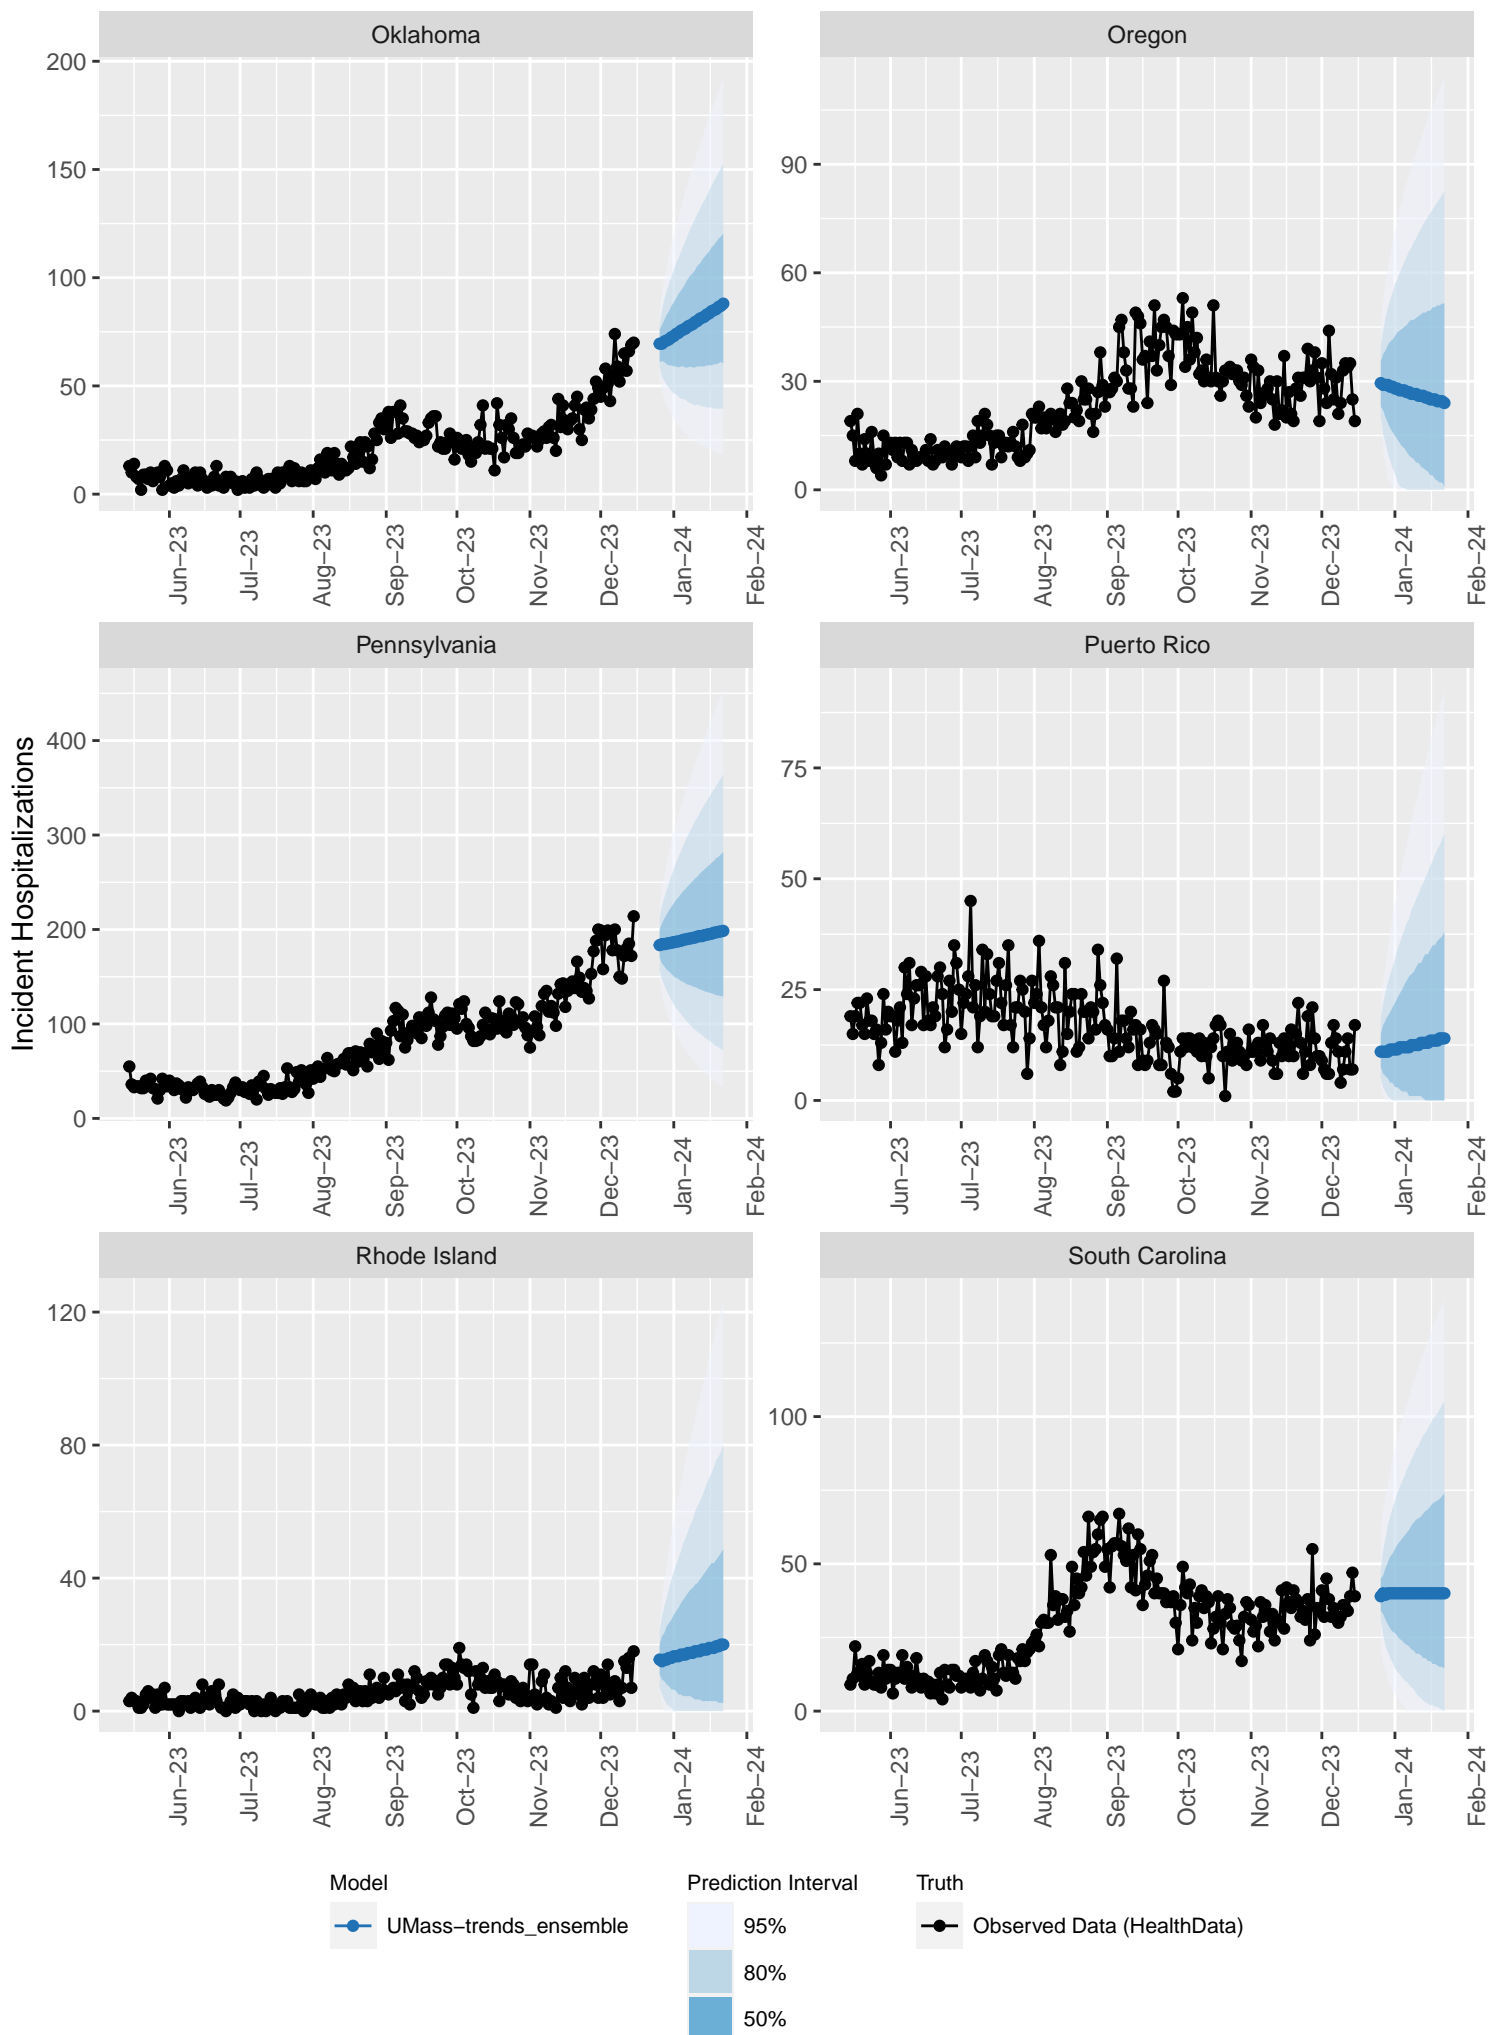 Oklahoma
Oregon
200
150
100
50
0
90
60
30
0
Jun−23
Jul−23
Aug−23
Sep−23
Oct−23
Nov−23
Dec−23
Jan−24
Feb−24
Jun−23
Jul−23
Aug−23
Sep−23
Oct−23
Nov−23
Dec−23
Jan−24
Feb−24
Pennsylvania
Puerto Rico
Incident Hospitalizations
400
300
200
100
0
75
50
25
0
Jun−23
Jul−23
Aug−23
Sep−23
Oct−23
Nov−23
Dec−23
Jan−24
Feb−24
Jun−23
Jul−23
Aug−23
Sep−23
Oct−23
Nov−23
Dec−23
Jan−24
Feb−24
Rhode Island
South Carolina
120
80
40
0
100
50
0
Jun−23
Jul−23
Aug−23
Sep−23
Oct−23
Nov−23
Dec−23
Jan−24
Feb−24
Jun−23
Jul−23
Aug−23
Sep−23
Oct−23
Nov−23
Dec−23
Jan−24
Feb−24
Model
UMass−trends_ensemble
Prediction Interval
95%
80%
50%
Truth
Observed Data (HealthData)